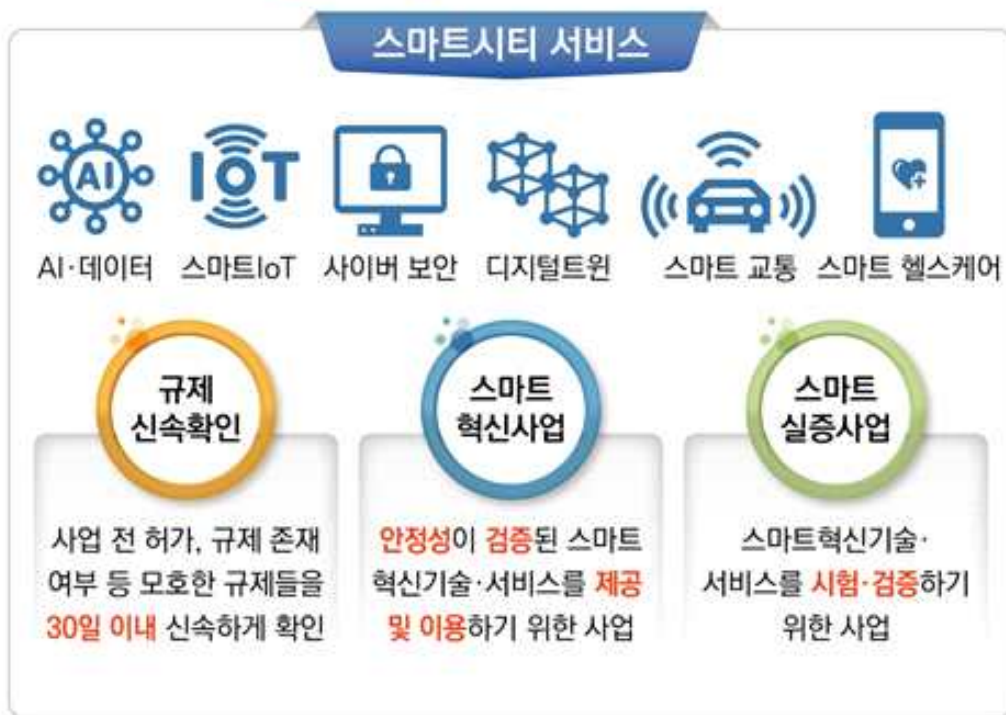 스마트시티 서비스
AI
IoT
AI·데이터
스마트IoT
사이버 보안
디지털트윈
스마트 교통
스마트 헬스케어
규제
신속확인
사업 전 허가, 규제 존재
여부 등 모호한 규제들을
30일 이내 신속하게 확인
스마트
혁신사업
안정성이 검증된 스마트
혁신기술·서비스를 제공
및 이용하기 위한 사업
스마트
실증사업
스마트혁신기술·
서비스를 시험·검증하기
위한 사업